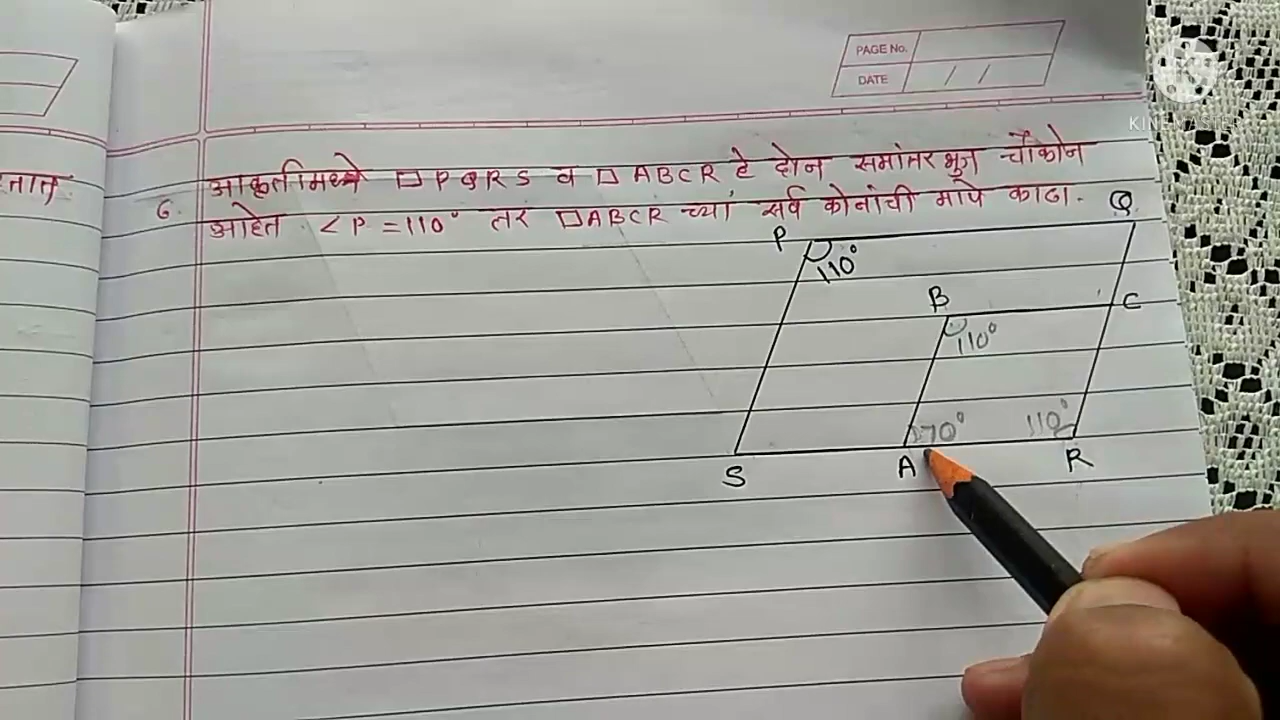 PAGE No.
DATE / /
KINEMASTER
तात
6. आकृतीमध्ये □PQRS व □ABCR हे दोन समांतरभुज चौकोन
आहेत. ∠P = 110° तर □ABCR च्यां सर्व कोनांची मापे काढा.
P Q
110°
B C
110°
70° 110°
S A R